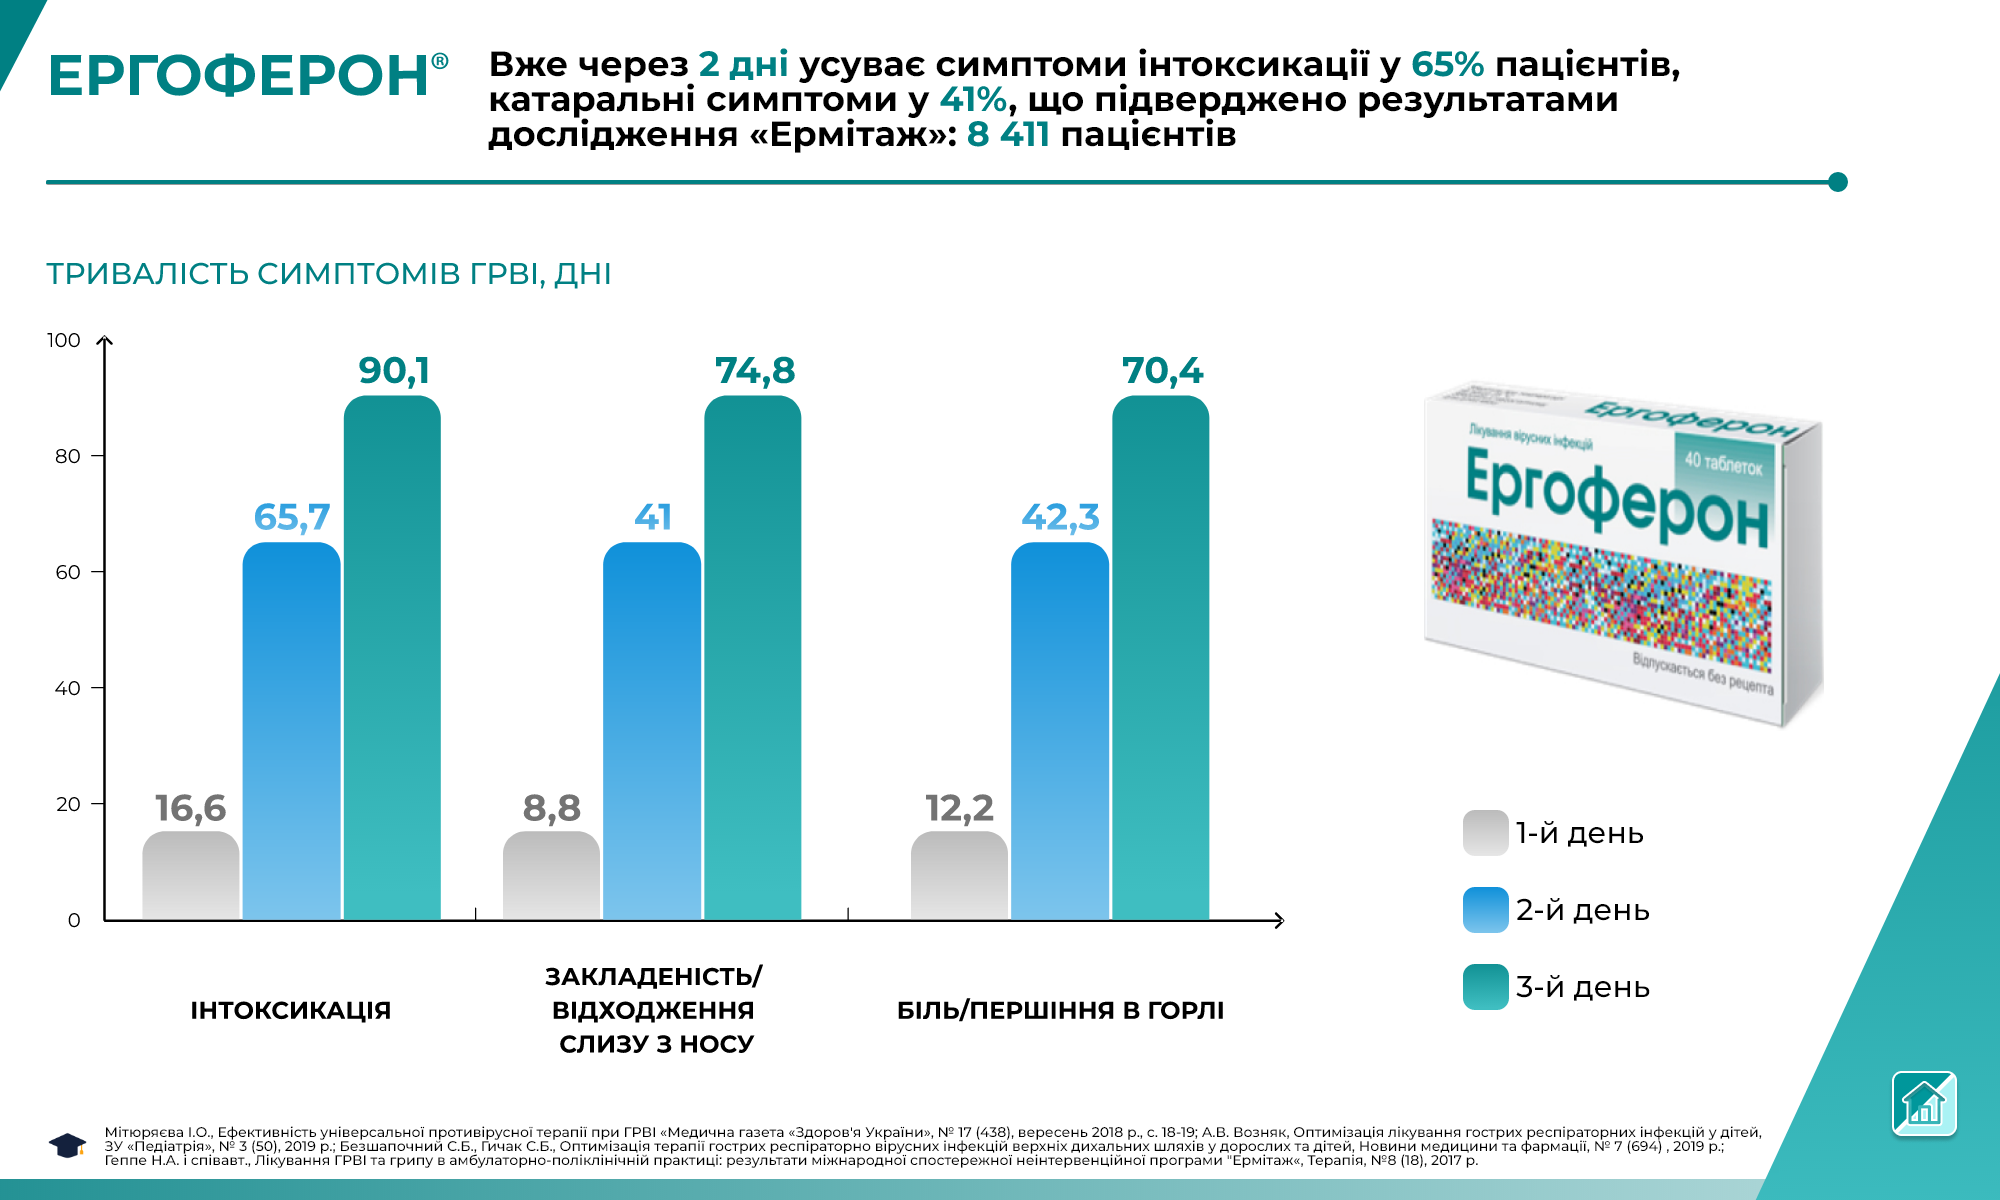 ЕРГОФЕРОН®
Вже через 2 дні усуває симптоми інтоксикації у 65% пацієнтів,
катаральні симптоми у 41%, що підверджено результатами
дослідження «Ермітаж»: 8 411 пацієнтів
ТРИВАЛІСТЬ СИМПТОМІВ ГРВІ, ДНІ
100
80
60
40
20
0
16,6
65,7
90,1
8,8
41
74,8
12,2
42,3
70,4
ІНТОКСИКАЦІЯ
ЗАКЛАДЕНІСТЬ/
ВІДХОДЖЕННЯ
СЛИЗУ З НОСУ
БІЛЬ/ПЕРШІННЯ В ГОРЛІ
Ергоферон
Лікування вірусних інфекцій
40 таблеток
Ергоферон
Відпускається без рецепта
1-й день
2-й день
3-й день
Мітюряєва І.О., Ефективність універсальної противірусної терапії при ГРВІ «Медична газета «Здоров'я України», № 17 (438), вересень 2018 р., с. 18-19; А.В. Возняк, Оптимізація лікування гострих респіраторних інфекцій у дітей,
ЗУ «Педіатрія», № 3 (50), 2019 р.; Безшапочний С.Б., Гичак С.Б., Оптимізація терапії гострих респіраторно вірусних інфекцій верхніх дихальних шляхів у дорослих та дітей, Новини медицини та фармації, № 7 (694) , 2019 р.;
Геппе Н.А. і співавт., Лікування ГРВІ та грипу в амбулаторно-поліклінічній практиці: результати міжнародної спостережної неінтервенційної програми "Ермітаж«, Терапія, №8 (18), 2017 р.